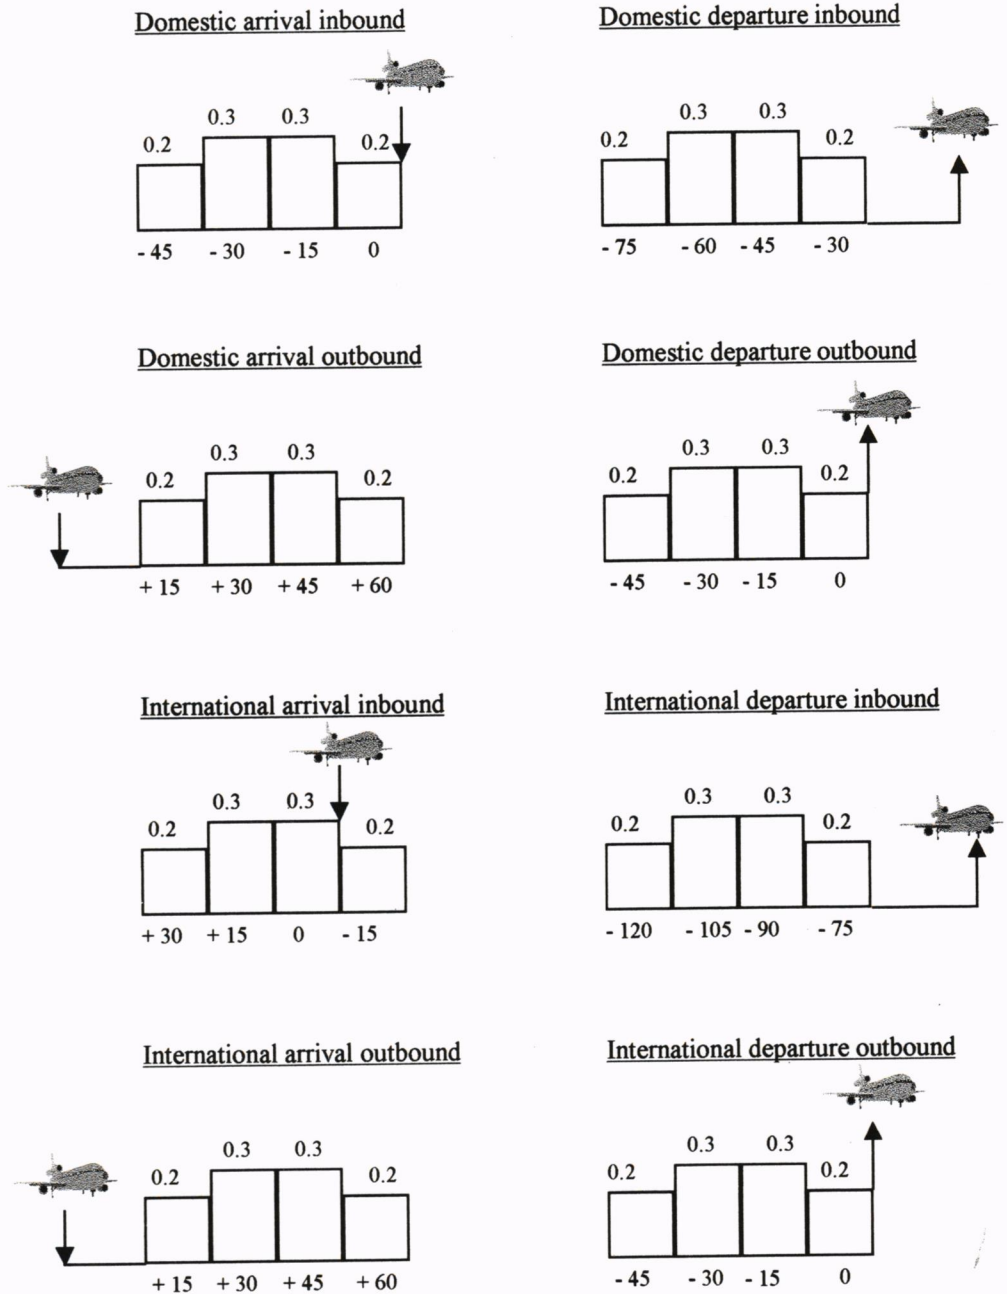 Domestic arrival inbound
0.2 0.3 0.3 0.2
- 45 - 30 - 15 0
Domestic departure inbound
0.2 0.3 0.3 0.2
- 75 - 60 - 45 - 30
Domestic arrival outbound
0.2 0.3 0.3 0.2
+ 15 + 30 + 45 + 60
Domestic departure outbound
0.2 0.3 0.3 0.2
- 45 - 30 - 15 0
International arrival inbound
0.2 0.3 0.3 0.2
+ 30 + 15 0 - 15
International departure inbound
0.2 0.3 0.3 0.2
- 120 - 105 - 90 - 75
International arrival outbound
0.2 0.3 0.3 0.2
+ 15 + 30 + 45 + 60
International departure outbound
0.2 0.3 0.3 0.2
- 45 - 30 - 15 0